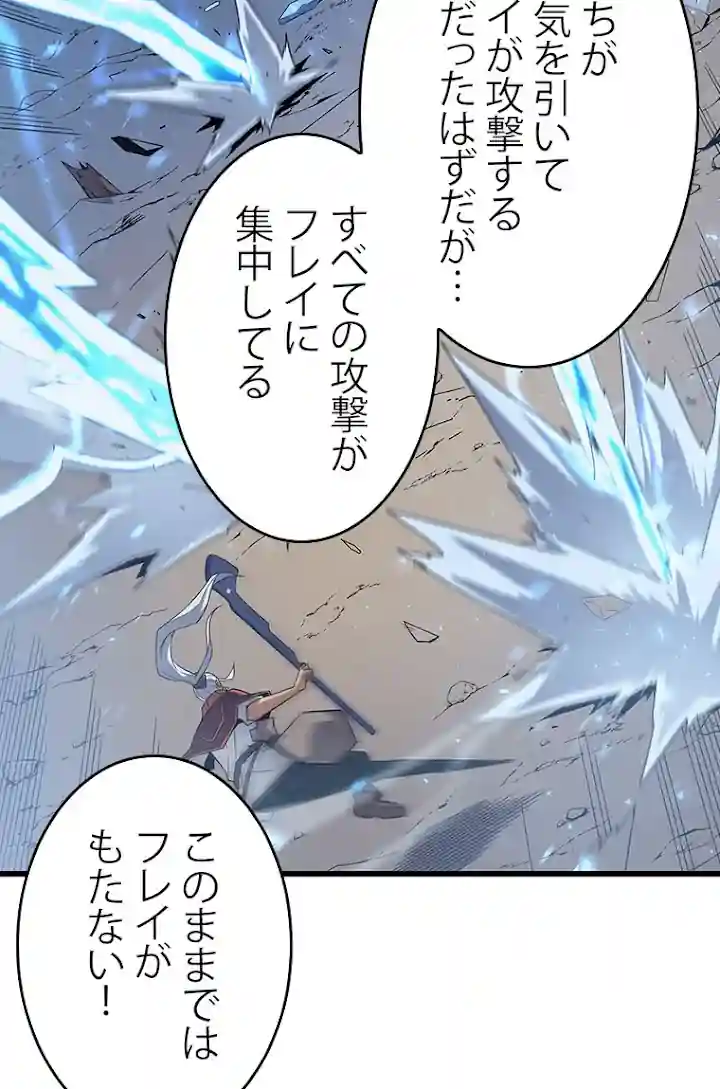 ちが
気を引いて
イが攻撃する
だったはずだが…
すべての攻撃が
フレイに
集中してる
このままでは
フレイが
もたない！